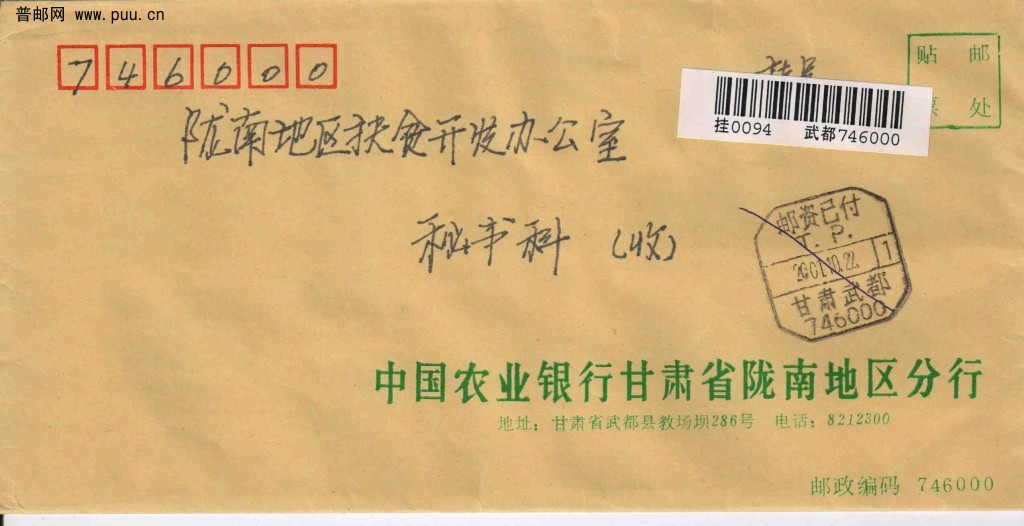 普邮网 www.puu.cn
746000
贴 邮
票 处
挂号
挂0094 武都746000
陇南地区扶贫开发办公室
秘书科 (收)
邮资已付
T.P.
2001.10.22 11
甘肃武都
746000
中国农业银行甘肃省陇南地区分行
地址：甘肃省武都县教场坝286号 电话：8212300
邮政编码 746000